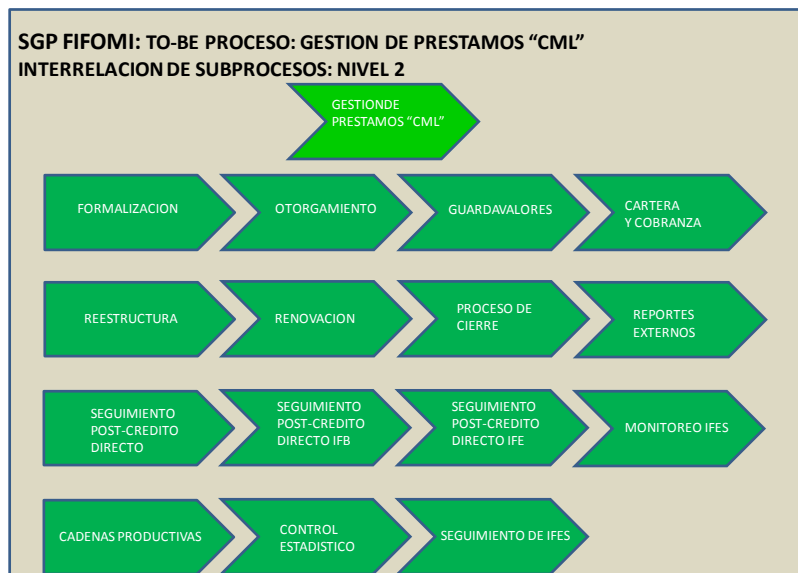 SGP FIFOMI: TO-BE PROCESO: GESTION DE PRESTAMOS “CML”
INTERRELACION DE SUBPROCESOS: NIVEL 2
GESTIONDE
PRESTAMOS “CML”
FORMALIZACION
OTORGAMIENTO
GUARDAVALORES
CARTERA
Y COBRANZA
REESTRUCTURA
RENOVACION
PROCESO DE
CIERRE
REPORTES
EXTERNOS
SEGUIMIENTO
POST-CREDITO
DIRECTO
SEGUIMIENTO
POST-CREDITO
DIRECTO IFB
SEGUIMIENTO
POST-CREDITO
DIRECTO IFE
MONITOREO IFES
CADENAS PRODUCTIVAS
CONTROL
ESTADISTICO
SEGUIMIENTO DE IFES